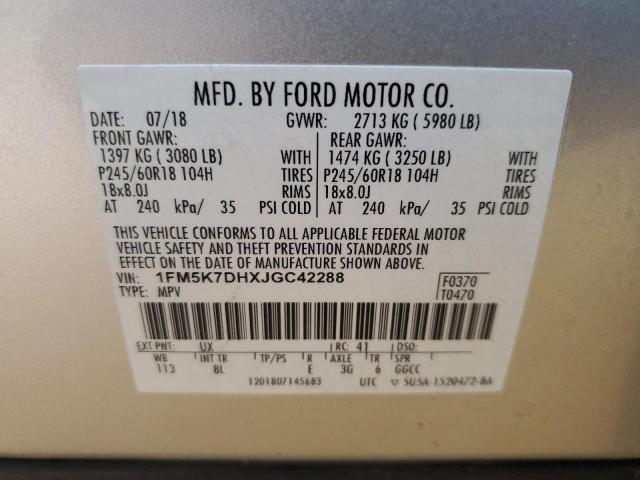 MFD. BY FORD MOTOR CO.
DATE: 07/18 GVWR: 2713 KG ( 5980 LB)
FRONT GAWR: REAR GAWR:
1397 KG ( 3080 LB) WITH 1474 KG ( 3250 LB) WITH
P245/60R18 104H TIRES P245/60R18 104H TIRES
18x8.0J RIMS 18x8.0J RIMS
AT 240 kPa/ 35 PSI COLD AT 240 kPa/ 35 PSI COLD
THIS VEHICLE CONFORMS TO ALL APPLICABLE FEDERAL MOTOR
VEHICLE SAFETY AND THEFT PREVENTION STANDARDS IN
EFFECT ON THE DATE OF MANUFACTURE SHOWN ABOVE.
VIN: 1FM5K7DHXJGC42288 F0370
TYPE: MPV T0470
EXT PNT: UX RC: 41 DSO:
WB INT TR TP/PS R AXLE TR SPR
113 BL E 3G 6 GGCC
1201807145683 UTC ▽ 5U5A-1520472-BA